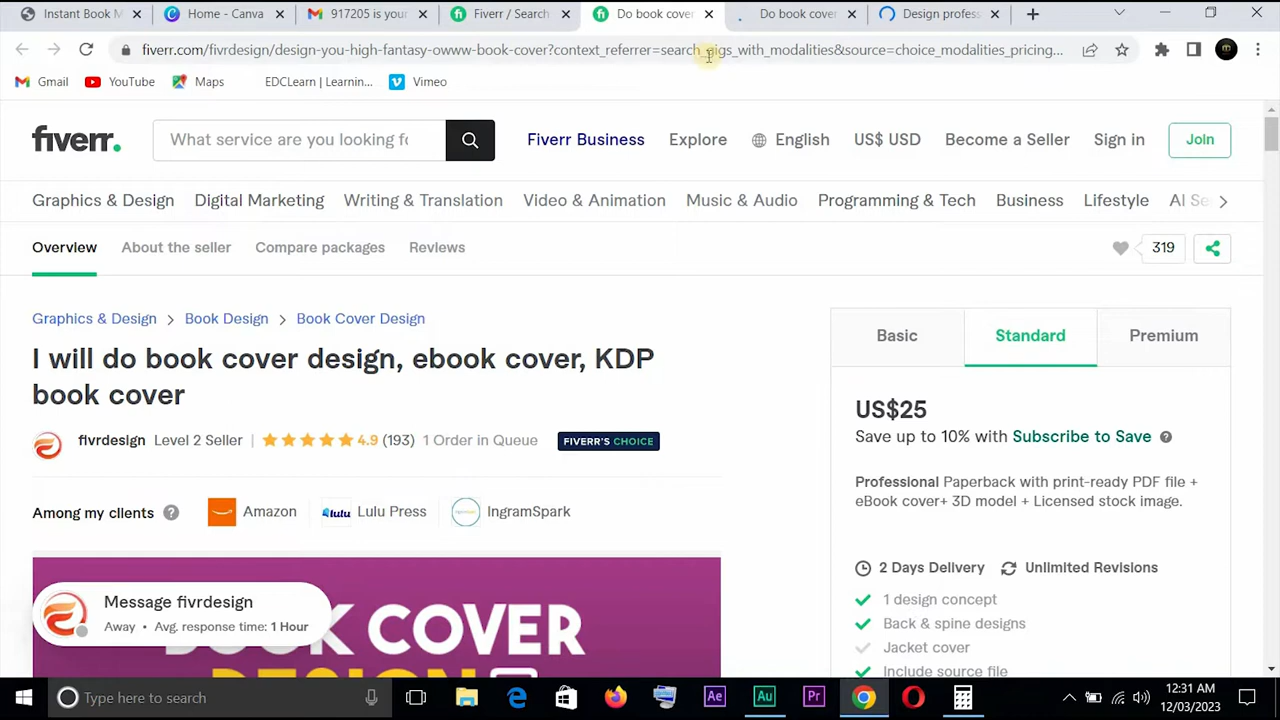 Instant Book M
Home - Canva
917205 is your
Fiverr / Search
Do book cover
Do book cover
Design profess
fiverr.com/fivrdesign/design-you-high-fantasy-owww-book-cover?context_referrer=search_gigs_with_modalities&source=choice_modalities_pricing...
Gmail
YouTube
Maps
EDCLearn | Learnin...
Vimeo
fiverr.
What service are you looking fo
Fiverr Business
Explore
English
US$ USD
Become a Seller
Sign in
Join
Graphics & Design
Digital Marketing
Writing & Translation
Video & Animation
Music & Audio
Programming & Tech
Business
Lifestyle
AI Se
Overview
About the seller
Compare packages
Reviews
319
Graphics & Design > Book Design > Book Cover Design
I will do book cover design, ebook cover, KDP
book cover
fivrdesign Level 2 Seller | 4.9 (193) 1 Order in Queue
FIVERR'S CHOICE
Among my clients
Amazon
lulu Lulu Press
IngramSpark
BOOK COVER
DESIGN
Message fivrdesign
Away • Avg. response time: 1 Hour
Basic
Standard
Premium
US$25
Save up to 10% with Subscribe to Save
Professional Paperback with print-ready PDF file +
eBook cover+ 3D model + Licensed stock image.
2 Days Delivery
Unlimited Revisions
1 design concept
Back & spine designs
Jacket cover
Include source file
Type here to search
Ae
Au
Pr
12:31 AM
12/03/2023